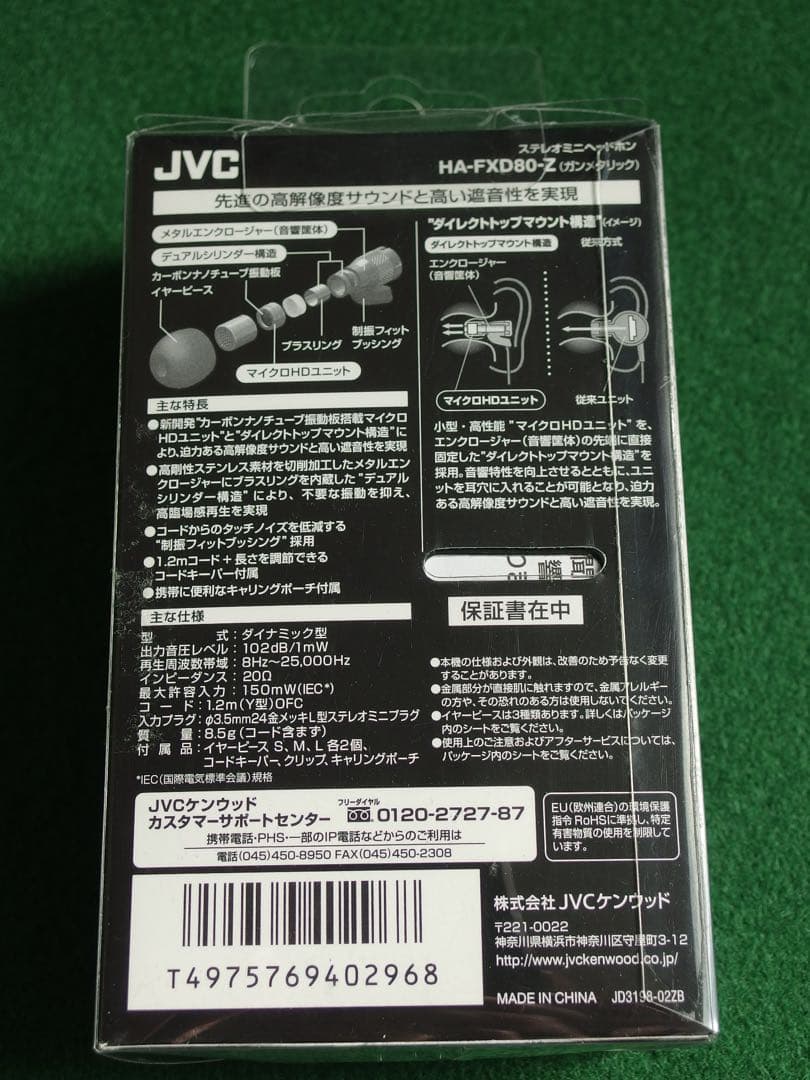 JVC
ステレオミニヘッドホン
HA-FXD80-Z(ガンメタリック)
先進の高解像度サウンドと高い遮音性を実現
メタルエンクロージャー(音響筐体)
デュアルシリンダー構造
カーボンナノチューブ振動板
イヤーピース
ブラスリング
制振フィット
ブッシング
マイクロHDユニット
"ダイレクトトップマウント構造"(イメージ)
ダイレクトトップマウント構造
従来方式
エンクロージャー
(音響筐体)
マイクロHDユニット
従来ユニット
小型・高性能 "マイクロHDユニット" を、
エンクロージャー(音響筐体)の先端に直接
固定した"ダイレクトトップマウント構造"を
採用。音響特性を向上させるとともに、ユニ
ットを耳穴に入れることが可能となり、迫力
ある高解像度サウンドと高い遮音性を実現。
主な特長
●新開発"カーボンナノチューブ振動板搭載マイクロ
HDユニット"と"ダイレクトトップマウント構造"に
より、迫力ある高解像度サウンドと高い遮音性を実現
●高剛性ステンレス素材を切削加工したメタルエン
クロージャーにブラスリングを内蔵した "デュアル
シリンダー構造" により、不要な振動を抑え、
高臨場感再生を実現
●コードからのタッチノイズを低減する
"制振フィットブッシング" 採用
●1.2mコード+長さを調節できる
コードキーパー付属
●携帯に便利なキャリングポーチ付属
保証書在中
主な仕様
型 式:ダイナミック型
出力音圧レベル:102dB/1mW
再生周波数帯域:8Hz~25,000Hz
インピーダンス:20Ω
最大許容入力:150mW(IEC*)
コード:1.2m(Y型)OFC
入力プラグ:φ3.5mm24金メッキL型ステレオミニプラグ
質 量:8.5g(コード含まず)
付属品:イヤーピース S、M、L 各2個、
コードキーパー、クリップ、キャリングポーチ
*IEC(国際電気標準会議)規格
●本機の仕様および外観は、改善のため予告なく変更
することがあります。
●金属部分が直接肌に触れますので、金属アレルギー
の方や、その恐れのある方は使用しないでください。
●イヤーピースは3種類あります。詳しくはパッケージ
内のシートをご覧ください。
●使用上のご注意およびアフターサービスについては、
パッケージ内のシートをご覧ください。
JVCケンウッド
カスタマーサポートセンター
フリーダイヤル
0120-2727-87
携帯電話・PHS・一部のIP電話などからのご利用は
電話(045)450-8950 FAX(045)450-2308
EU(欧州連合)の環境保護
指令 RoHSに準拠し、特定
有害物質の使用を制限して
います。
T4975769402968
株式会社 JVCケンウッド
〒221-0022
神奈川県横浜市神奈川区守屋町3-12
http://www.jvckenwood.co.jp/
MADE IN CHINA JD3198-02ZB